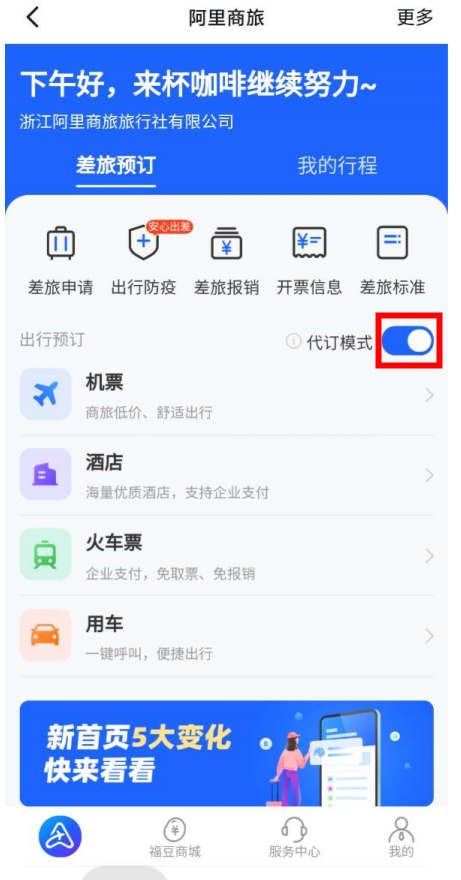 阿里商旅
更多
下午好，来杯咖啡继续努力~
浙江阿里商旅旅行社有限公司
差旅预订
我的行程
安心出差
差旅申请
出行防疫
差旅报销
开票信息
差旅标准
出行预订
代订模式
机票
商旅低价、舒适出行
酒店
海量优质酒店，支持企业支付
火车票
企业支付，免取票、免报销
用车
一键呼叫，便捷出行
新首页5大变化
快来看看
福豆商城
服务中心
我的